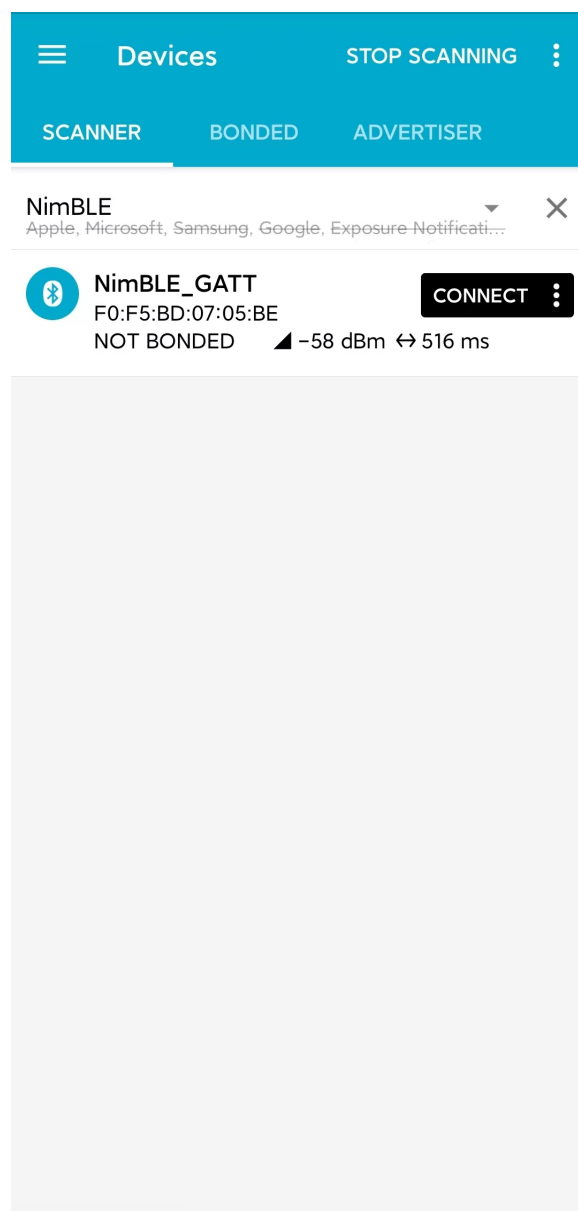 Devices STOP SCANNING
SCANNER BONDED ADVERTISER
NimBLE
Apple, Microsoft, Samsung, Google, Exposure Notificati...
NimBLE_GATT
CONNECT
F0:F5:BD:07:05:BE
NOT BONDED -58 dBm ↔ 516 ms